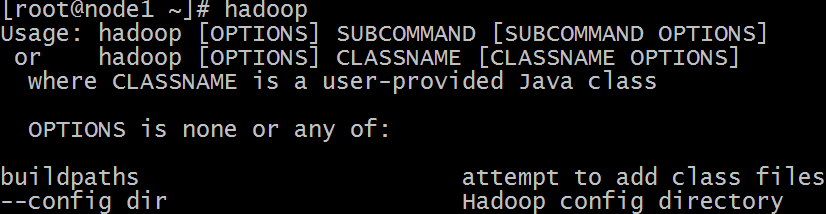 [root@node1 ~]# hadoop
Usage: hadoop [OPTIONS] SUBCOMMAND [SUBCOMMAND OPTIONS]
 or    hadoop [OPTIONS] CLASSNAME [CLASSNAME OPTIONS]
  where CLASSNAME is a user-provided Java class

  OPTIONS is none or any of:

buildpaths                       attempt to add class files
--config dir                     Hadoop config directory